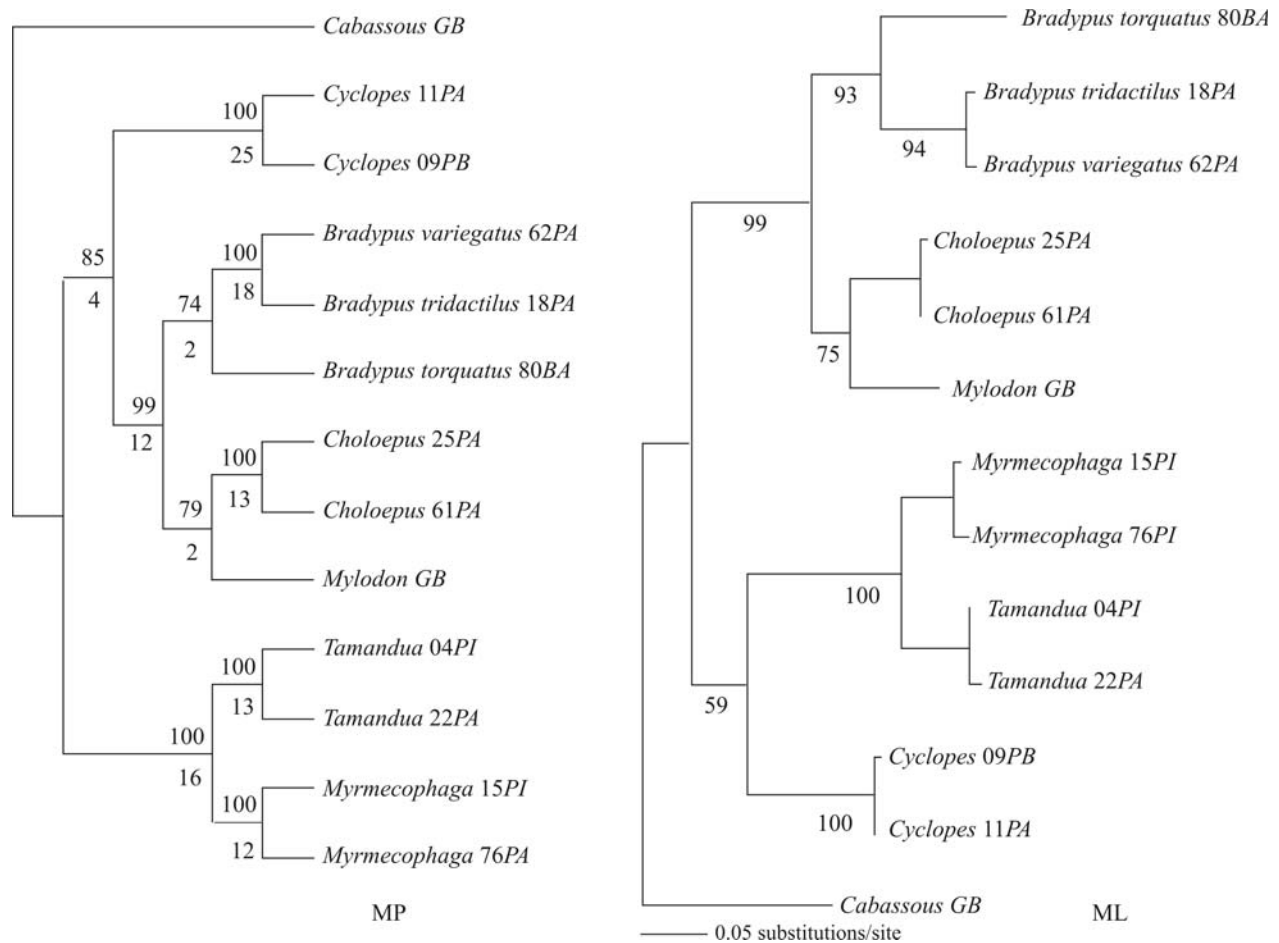 Cabassous GB
100
Cyclopes 11PA
25
Cyclopes 09PB
85
4
100
Bradypus variegatus 62PA
18
Bradypus tridactilus 18PA
74
2
Bradypus torquatus 80BA
99
12
Choloepus 25PA
100
13
Choloepus 61PA
79
2
Mylodon GB
Tamandua 04PI
100
13
Tamandua 22PA
100
16
Myrmecophaga 15PI
100
12
Myrmecophaga 76PA
MP
Bradypus torquatus 80BA
93
Bradypus tridactilus 18PA
94
Bradypus variegatus 62PA
99
Choloepus 25PA
Choloepus 61PA
75
Mylodon GB
Myrmecophaga 15PI
Myrmecophaga 76PI
100
Tamandua 04PI
Tamandua 22PA
59
Cyclopes 09PB
100
Cyclopes 11PA
Cabassous GB
ML
0.05 substitutions/site